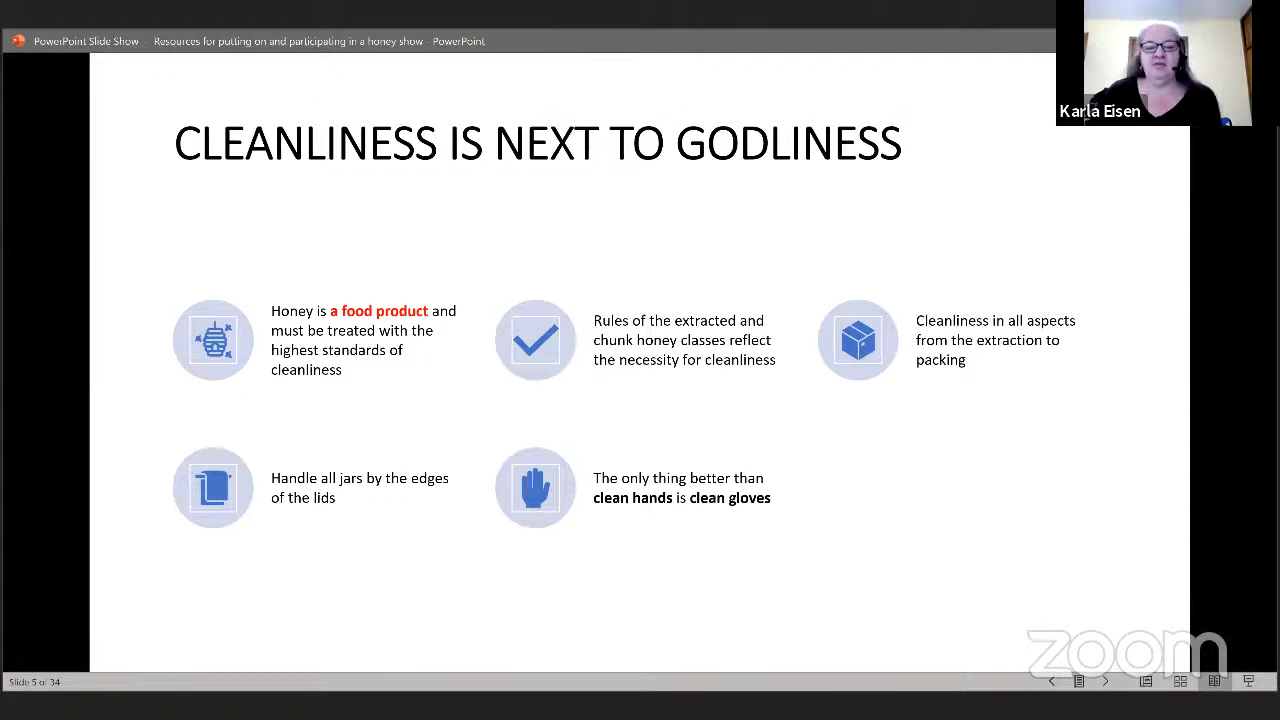 PowerPoint Slide Show - Resources for putting on and participating in a honey show - PowerPoint
Karla Eisen
CLEANLINESS IS NEXT TO GODLINESS
Honey is a food product and
must be treated with the
highest standards of
cleanliness
Rules of the extracted and
chunk honey classes reflect
the necessity for cleanliness
Cleanliness in all aspects
from the extraction to
packing
Handle all jars by the edges
of the lids
The only thing better than
clean hands is clean gloves
zoom
Slide 5 of 34